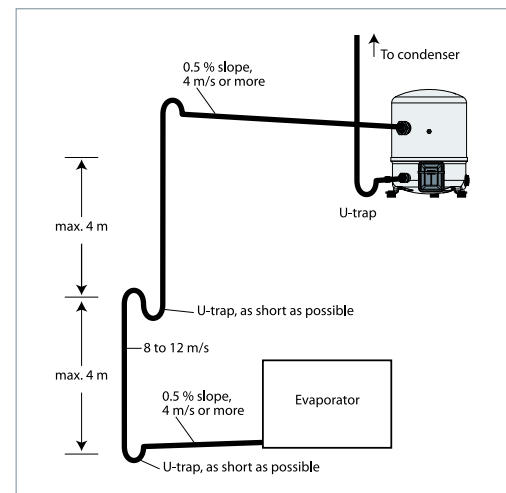 To condenser
0.5 % slope,
4 m/s or more
U-trap
max. 4 m
U-trap, as short as possible
8 to 12 m/s
max. 4 m
0.5 % slope,
4 m/s or more
Evaporator
U-trap, as short as possible